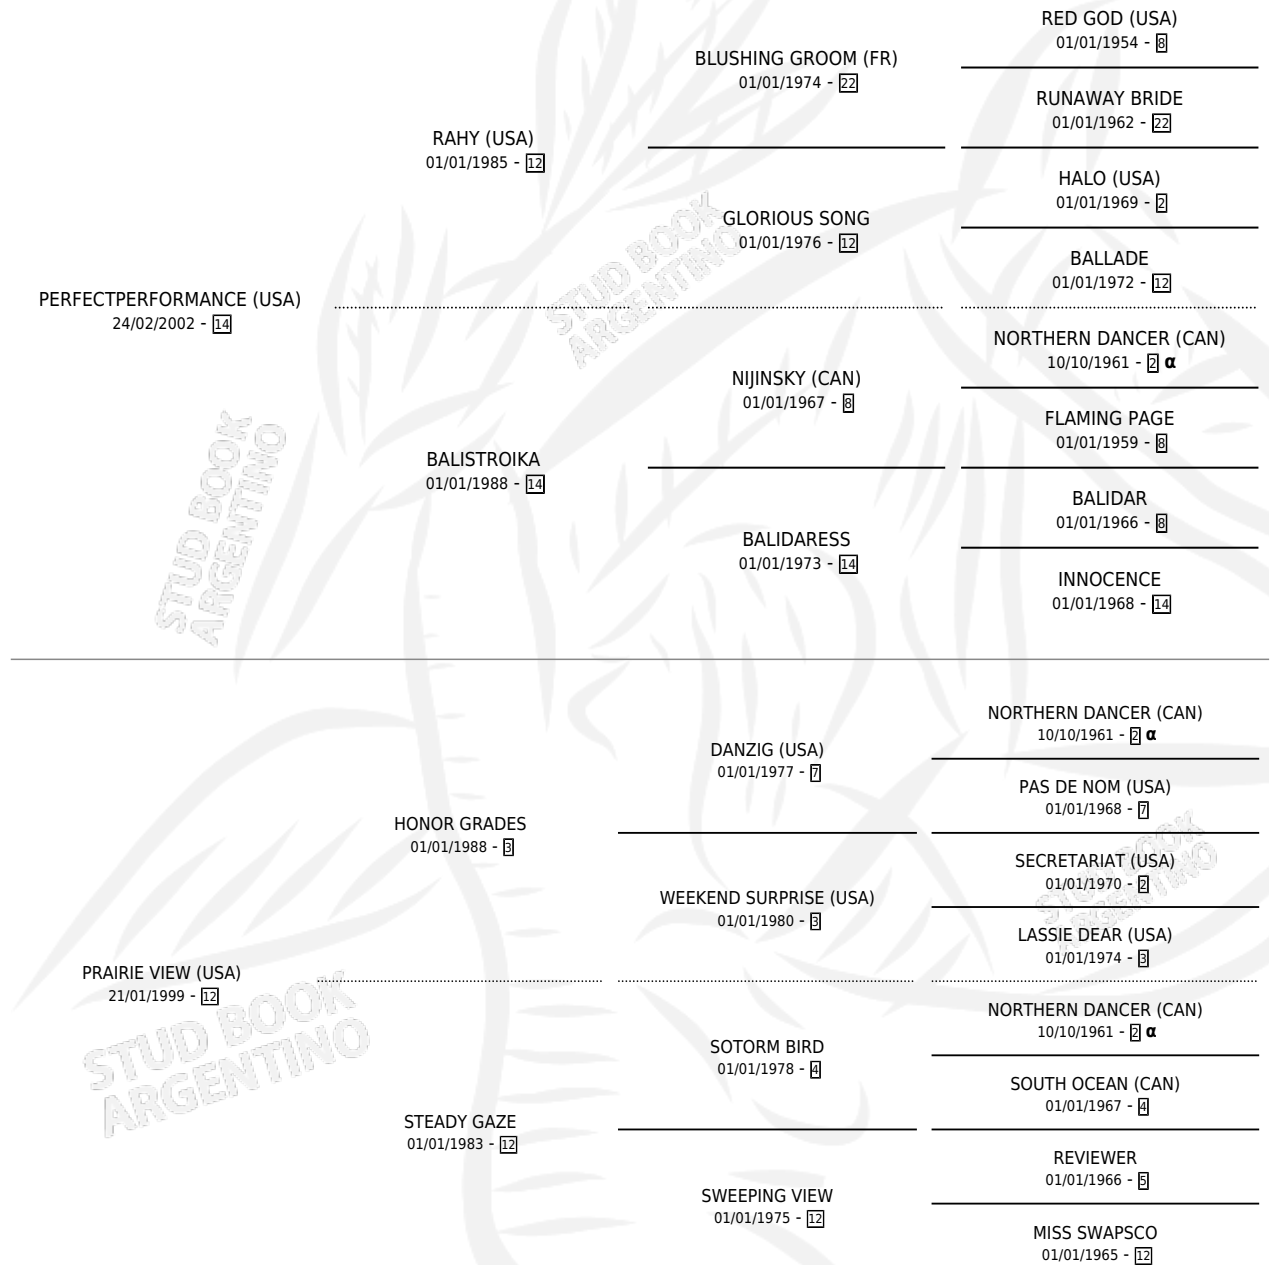 RED GOD (USA)
01/01/1954 - 8
BLUSHING GROOM (FR)
01/01/1974 - 22
RUNAWAY BRIDE
01/01/1962 - 22
RAHY (USA)
01/01/1985 - 12
HALO (USA)
01/01/1969 - 2
GLORIOUS SONG
01/01/1976 - 12
BALLADE
01/01/1972 - 12
PERFECTPERFORMANCE (USA)
24/02/2002 - 14
NORTHERN DANCER (CAN)
10/10/1961 - 2 α
NIJINSKY (CAN)
01/01/1967 - 8
FLAMING PAGE
01/01/1959 - 8
BALISTROIKA
01/01/1988 - 14
BALIDAR
01/01/1966 - 8
BALIDARESS
01/01/1973 - 14
INNOCENCE
01/01/1968 - 14
NORTHERN DANCER (CAN)
10/10/1961 - 2 α
DANZIG (USA)
01/01/1977 - 7
PAS DE NOM (USA)
01/01/1968 - 7
HONOR GRADES
01/01/1988 - 3
SECRETARIAT (USA)
01/01/1970 - 2
WEEKEND SURPRISE (USA)
01/01/1980 - 3
LASSIE DEAR (USA)
01/01/1974 - 3
PRAIRIE VIEW (USA)
21/01/1999 - 12
NORTHERN DANCER (CAN)
10/10/1961 - 2 α
SOTORM BIRD
01/01/1978 - 4
SOUTH OCEAN (CAN)
01/01/1967 - 4
STEADY GAZE
01/01/1983 - 12
REVIEWER
01/01/1966 - 5
SWEEPING VIEW
01/01/1975 - 12
MISS SWAPSCO
01/01/1965 - 12
STUD BOOK
ARGENTINO
STUD BOOK
ARGENTINO
STUD BOOK
ARGENTINO
STUD BOOK
ARGENTINO